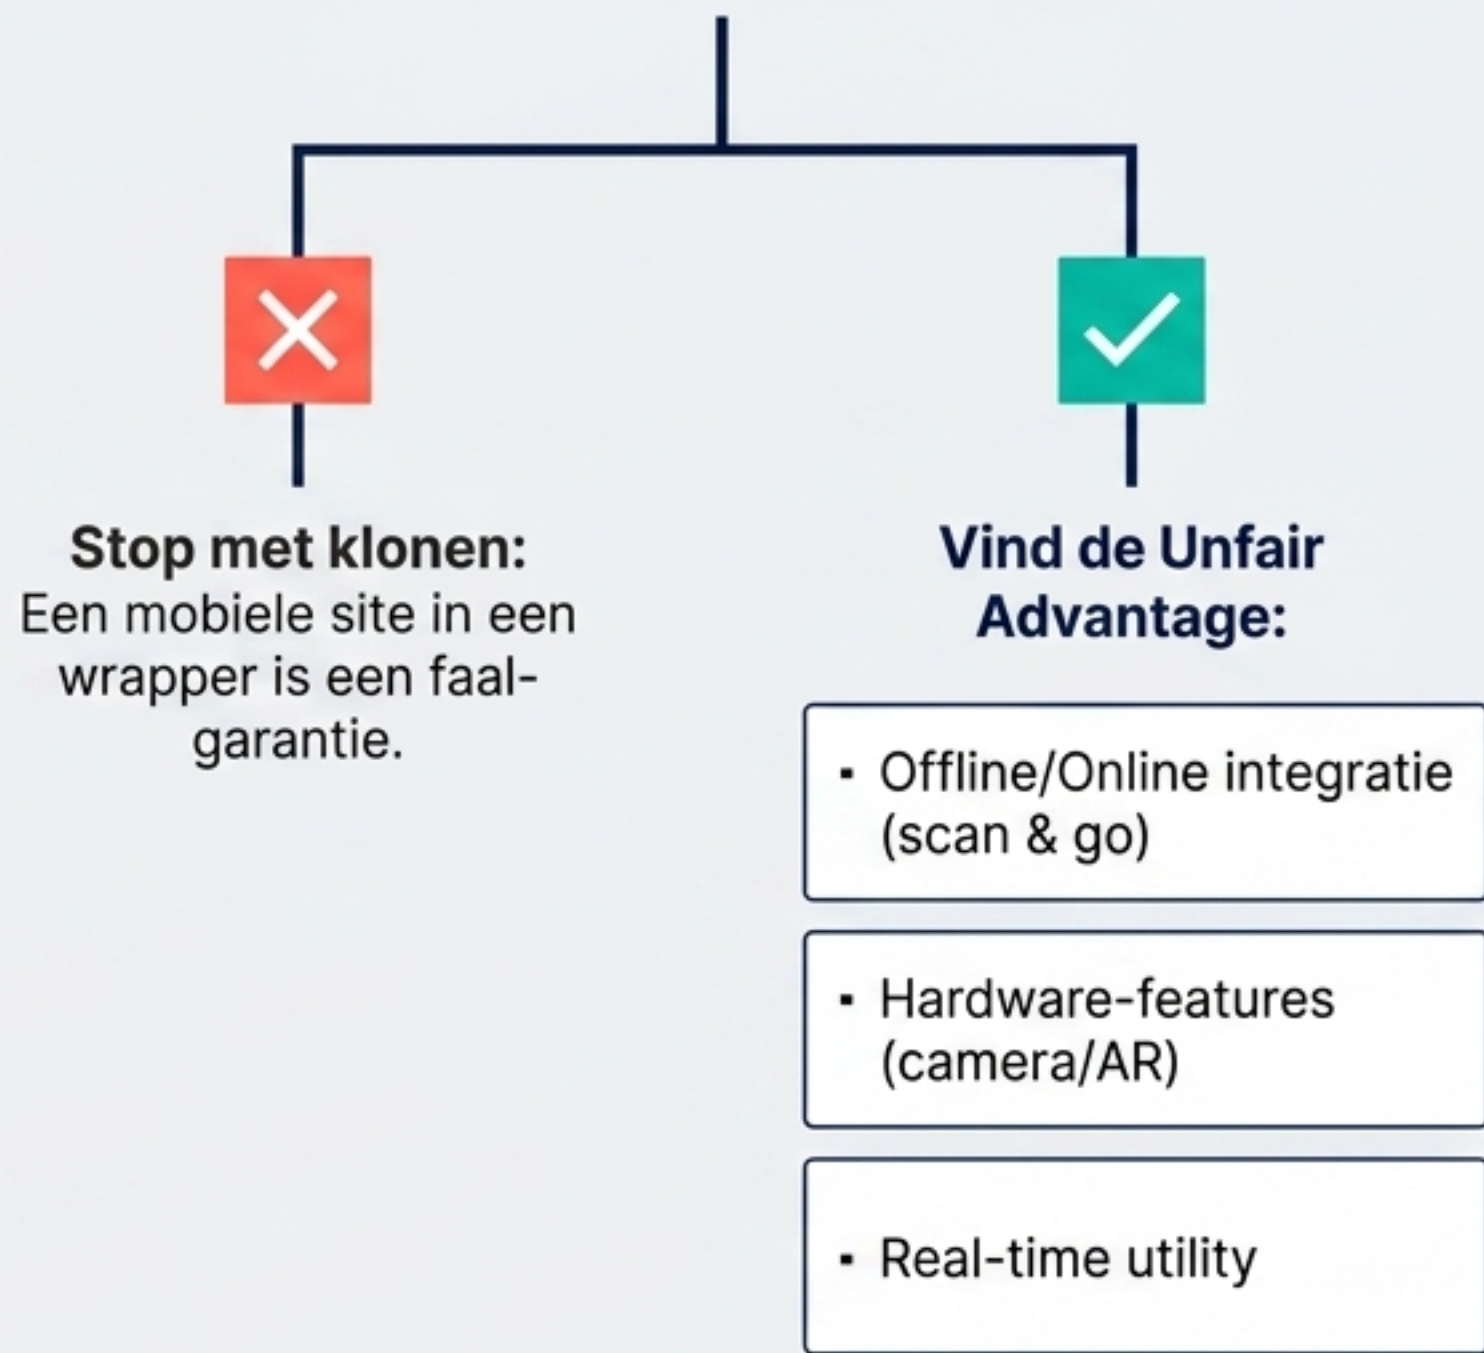 Stop met klonen:
Een mobiele site in een
wrapper is een faal-
garantie.
Vind de Unfair
Advantage:
▪ Offline/Online integratie
(scan & go)
▪ Hardware-features
(camera/AR)
▪ Real-time utility